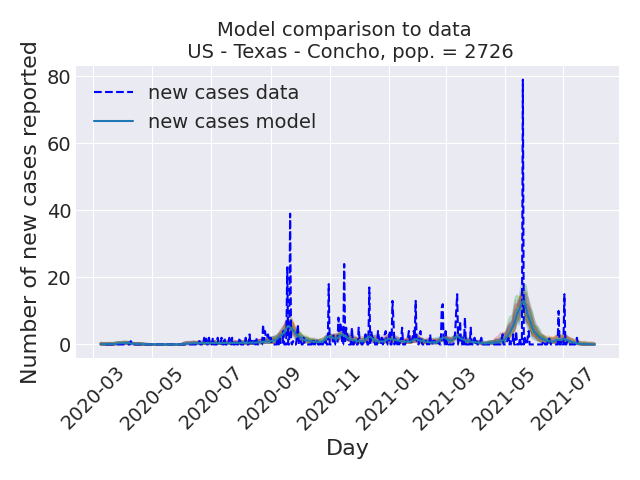 Model comparison to data
US - Texas - Concho, pop. = 2726
Number of new cases reported
80
60
40
20
0
new cases data
new cases model
2020-03
2020-05
2020-07
2020-09
2020-11
2021-01
2021-03
2021-05
2021-07
Day